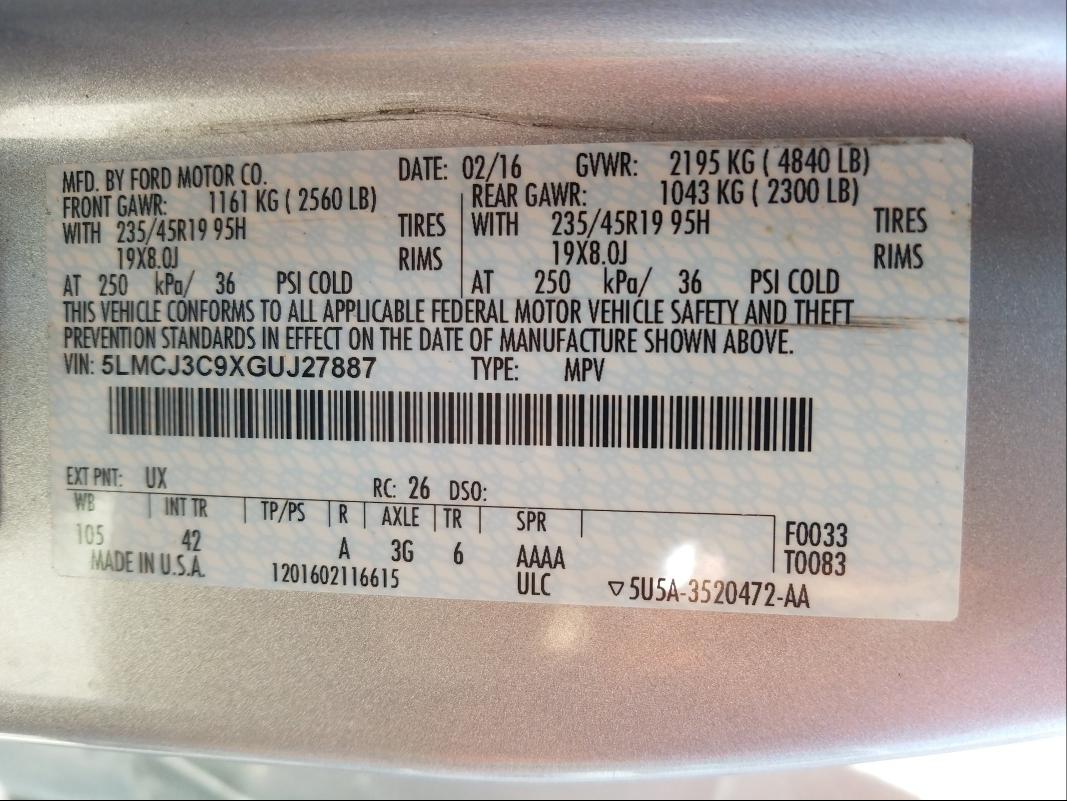 MFD. BY FORD MOTOR CO. DATE: 02/16 GVWR: 2195 KG ( 4840 LB)
FRONT GAWR: 1161 KG ( 2560 LB) REAR GAWR: 1043 KG ( 2300 LB)
WITH 235/45R19 95H TIRES WITH 235/45R19 95H TIRES
19X8.0J RIMS 19X8.0J RIMS
AT 250 kPa/ 36 PSI COLD AT 250 kPa/ 36 PSI COLD
THIS VEHICLE CONFORMS TO ALL APPLICABLE FEDERAL MOTOR VEHICLE SAFETY AND THEFT
PREVENTION STANDARDS IN EFFECT ON THE DATE OF MANUFACTURE SHOWN ABOVE.
VIN: 5LMCJ3C9XGUJ27887 TYPE: MPV
EXT PNT: UX RC: 26 DSO:
WB INT TR TP/PS R AXLE TR SPR F0033
105 42 A 3G 6 AAAA T0083
MADE IN U.S.A. 1201602116615 ULC ▽5U5A-3520472-AA